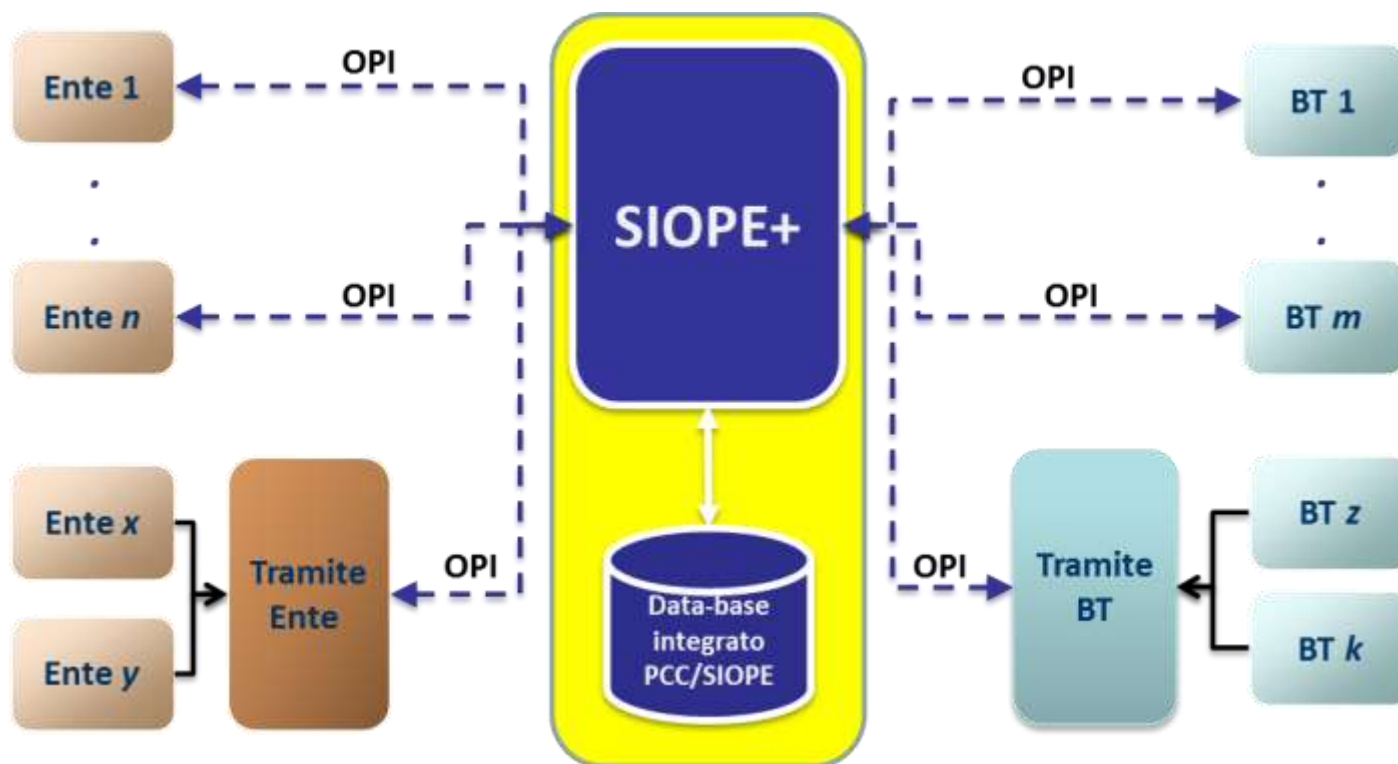 OPI
Ente 1
OPI
BT 1
SIOPE+
OPI
Ente n
OPI
BT m
Ente x
Tramite
Ente
Ente y
OPI
Data-base
integrato
PCC/SIOPE
OPI
Tramite
BT
BT z
BT k